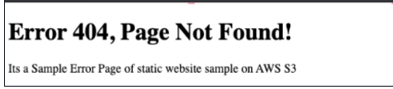 Error 404, Page Not Found!
Its a Sample Error Page of static website sample on AWS S3